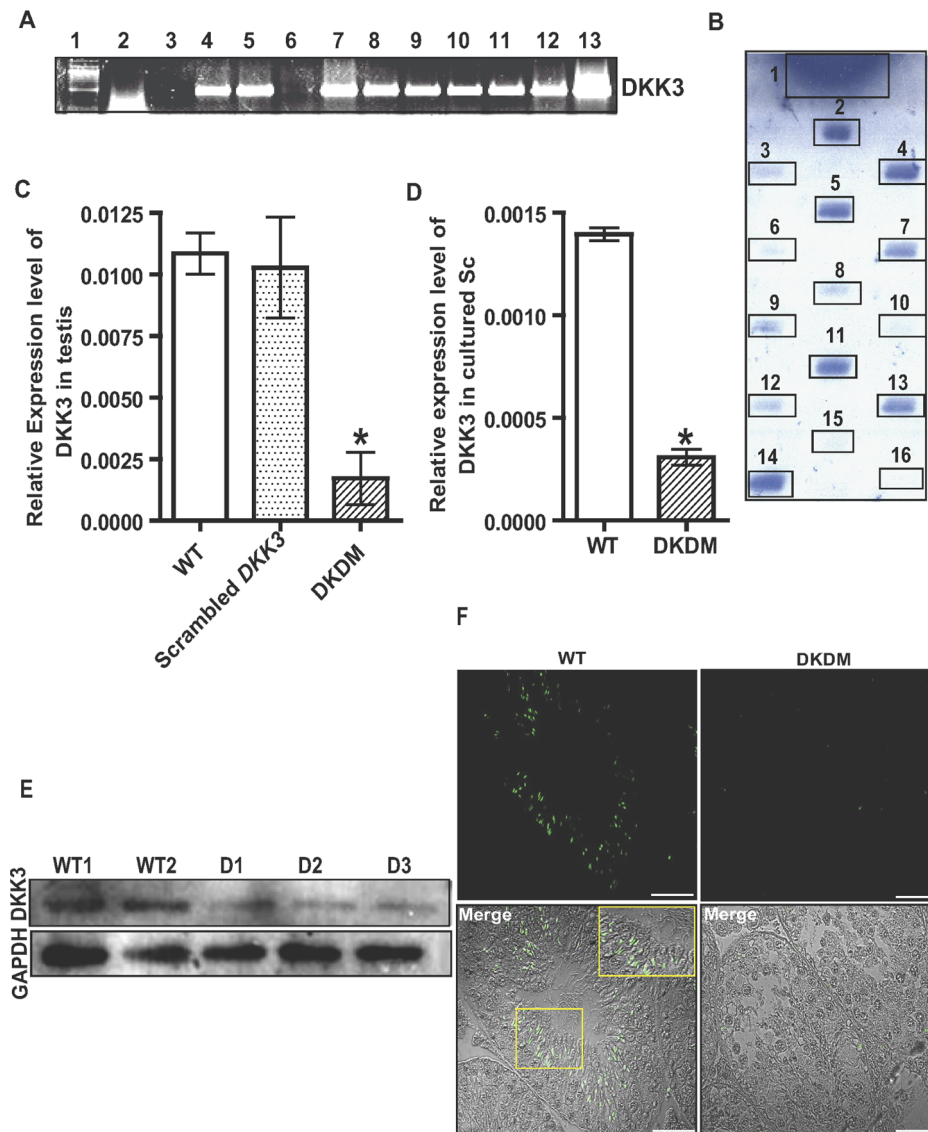 A
1 2 3 4 5 6 7 8 9 10 11 12 13
DKK3
B
1
2
3
4
5
6
7
8
9
10
11
12
13
14
15
16
C
Relative Expression level of
DKK3 in testis
0.0125
0.0100
0.0075
0.0050
0.0025
0.0000
*
WT
Scrambled DKK3
DKDM
D
Relative expression level of
DKK3 in cultured Sc
0.0015
0.0010
0.0005
0.0000
*
WT DKDM
E
WT1 WT2 D1 D2 D3
GAPDH DKK3
F
WT DKDM
Merge Merge